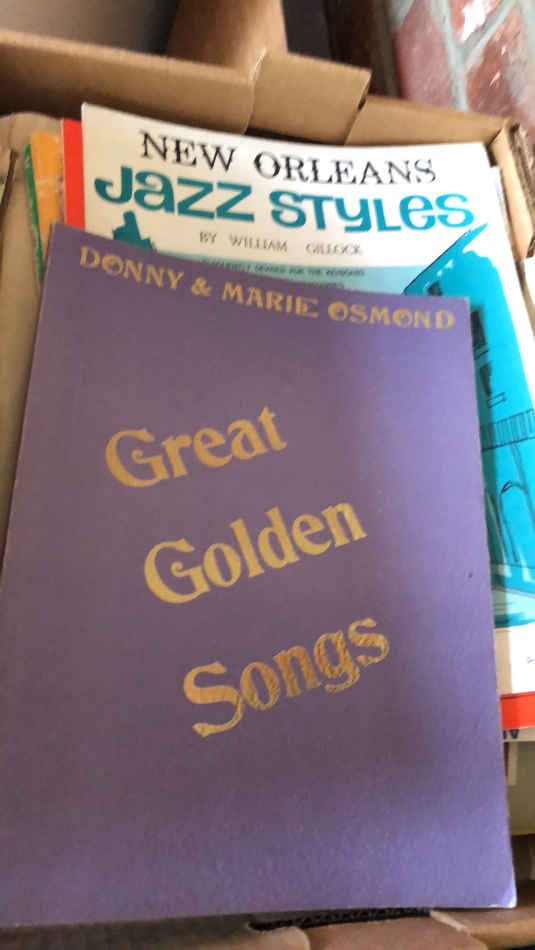 NEW ORLEANS
Jazz STYLES
BY WILLIAM GILLOCK
DONNY & MARIE OSMOND
Great
Golden
Songs